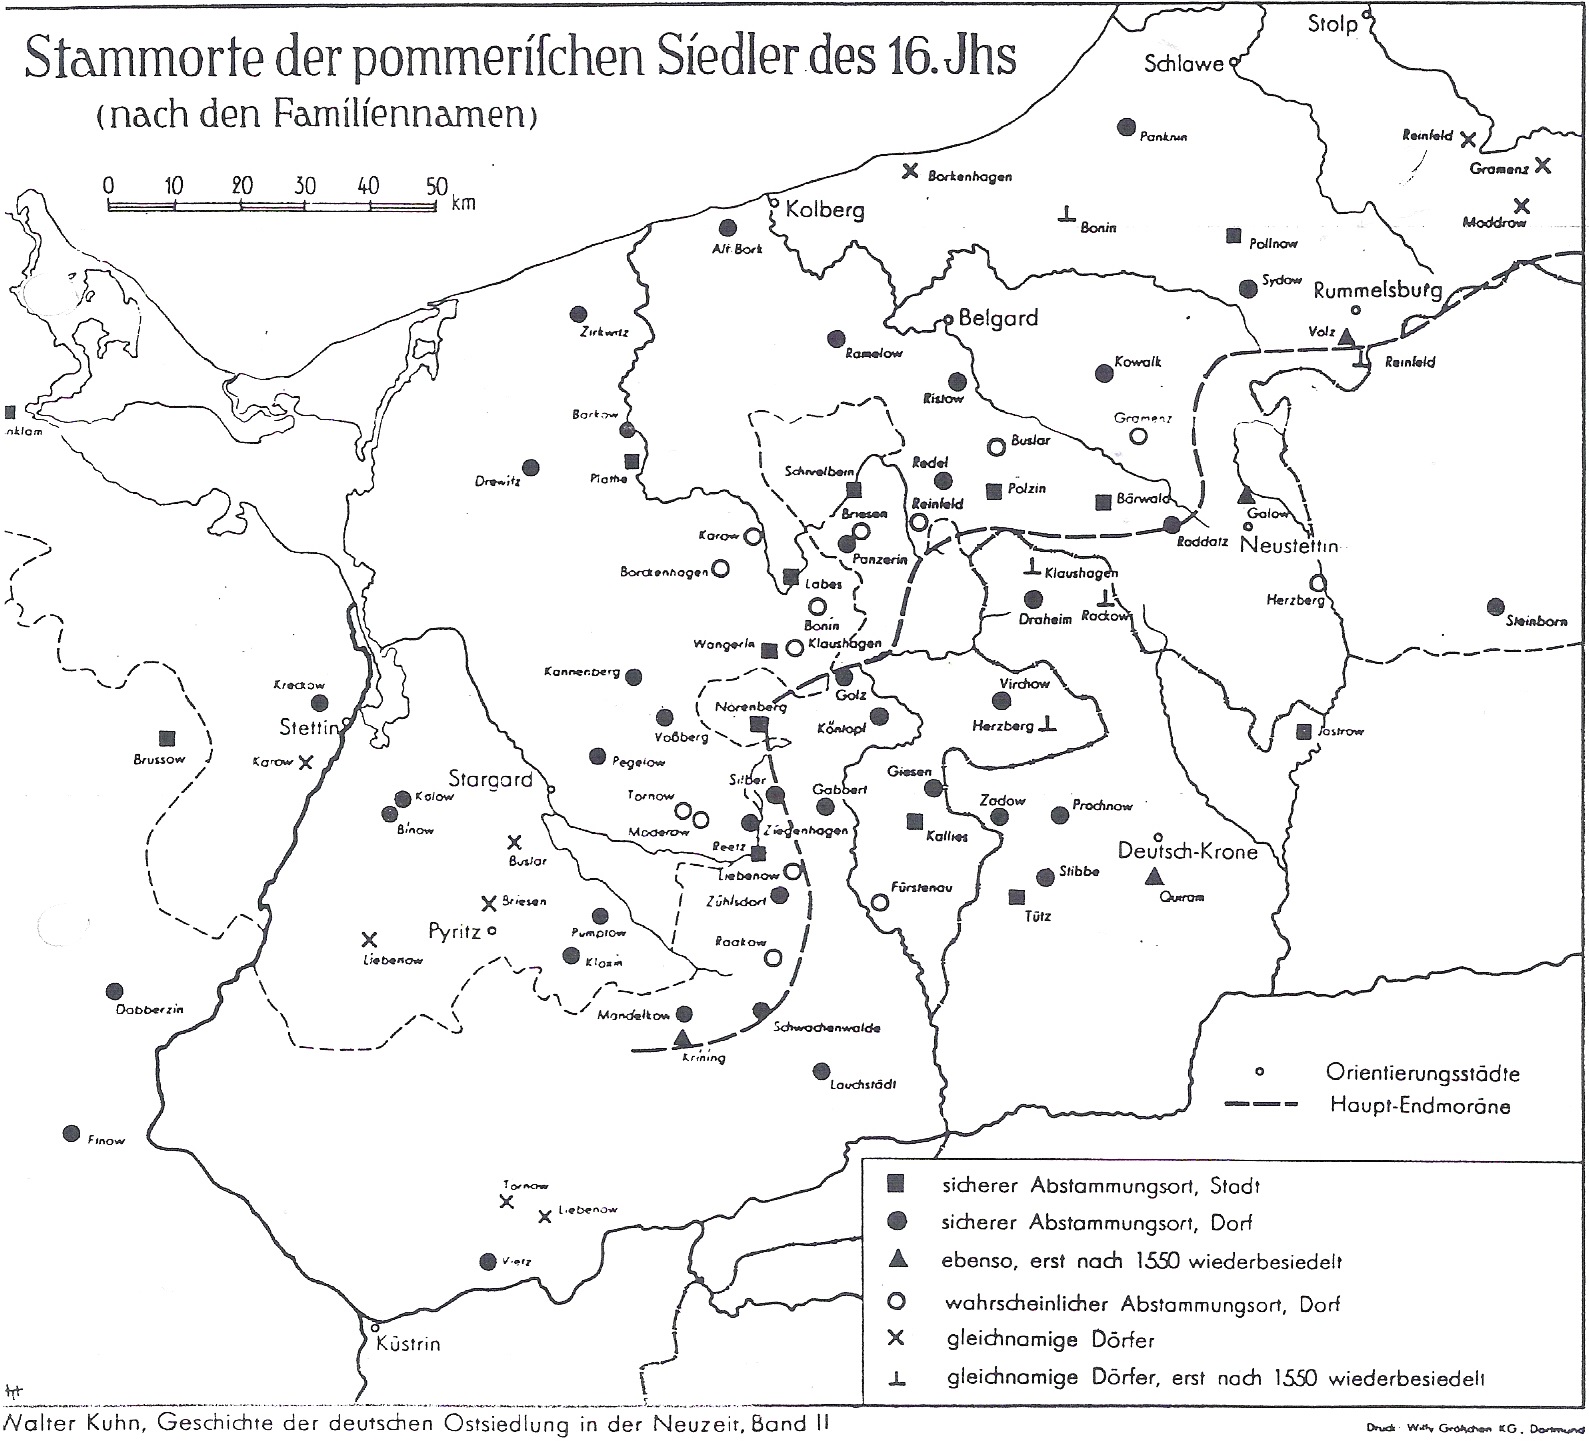 Stammorte der pommeriſchen Siedler des 16. Jhs
(nach den Familiennamen)
0 10 20 30 40 50 km
Stolp
Schlawe
Panknin
Reinfeld
Gramenz
Moddrow
Borkenhagen
Kolberg
Bonin
Alt Bork
Pollnow
Sydow
Rummelsburg
Zirkwitz
Belgard
Volz
Ramelow
Reinfeld
Kowalk
Ristow
Barkow
Gramenz
nklam
Buslar
Schivelbein
Redel
Drewitz
Plathe
Polzin
Bärwald
Reinfeld
Briesen
Galow
Karow
Raddatz
Neustettin
Panzerin
Borckenhagen
Klaushagen
Labes
Herzberg
Draheim
Rackow
Steinborn
Bonin
Wangerin
Klaushagen
Kannenberg
Kreckow
Golz
Virchow
Norenberg
Stettin
Voßberg
Köntopf
Herzberg
Jastrow
Brussow
Karow
Pegelow
Giesen
Stargard
Silber
Gabbert
Kolow
Tornow
Zadow
Prochnow
Binow
Moderow
Ziegenhagen
Kallies
Reetz
Deutsch-Krone
Buslar
Liebenow
Stibbe
Fürstenau
Briesen
Zühlsdorf
Quiram
Tütz
Pyritz
Pumptow
Raakow
Liebenow
Kloxin
Dabberzin
Mandelkow
Schwachenwalde
Krining
Lauchstädt
Finow
Tornow
Liebenow
Vietz
Küstrin
Orientierungsstädte
Haupt-Endmoräne
sicherer Abstammungsort, Stadt
sicherer Abstammungsort, Dorf
ebenso, erst nach 1550 wiederbesiedelt
wahrscheinlicher Abstammungsort, Dorf
gleichnamige Dörfer
gleichnamige Dörfer, erst nach 1550 wiederbesiedelt
Walter Kuhn, Geschichte der deutschen Ostsiedlung in der Neuzeit, Band II
Druck: Willy Gröfchen KG, Dortmund